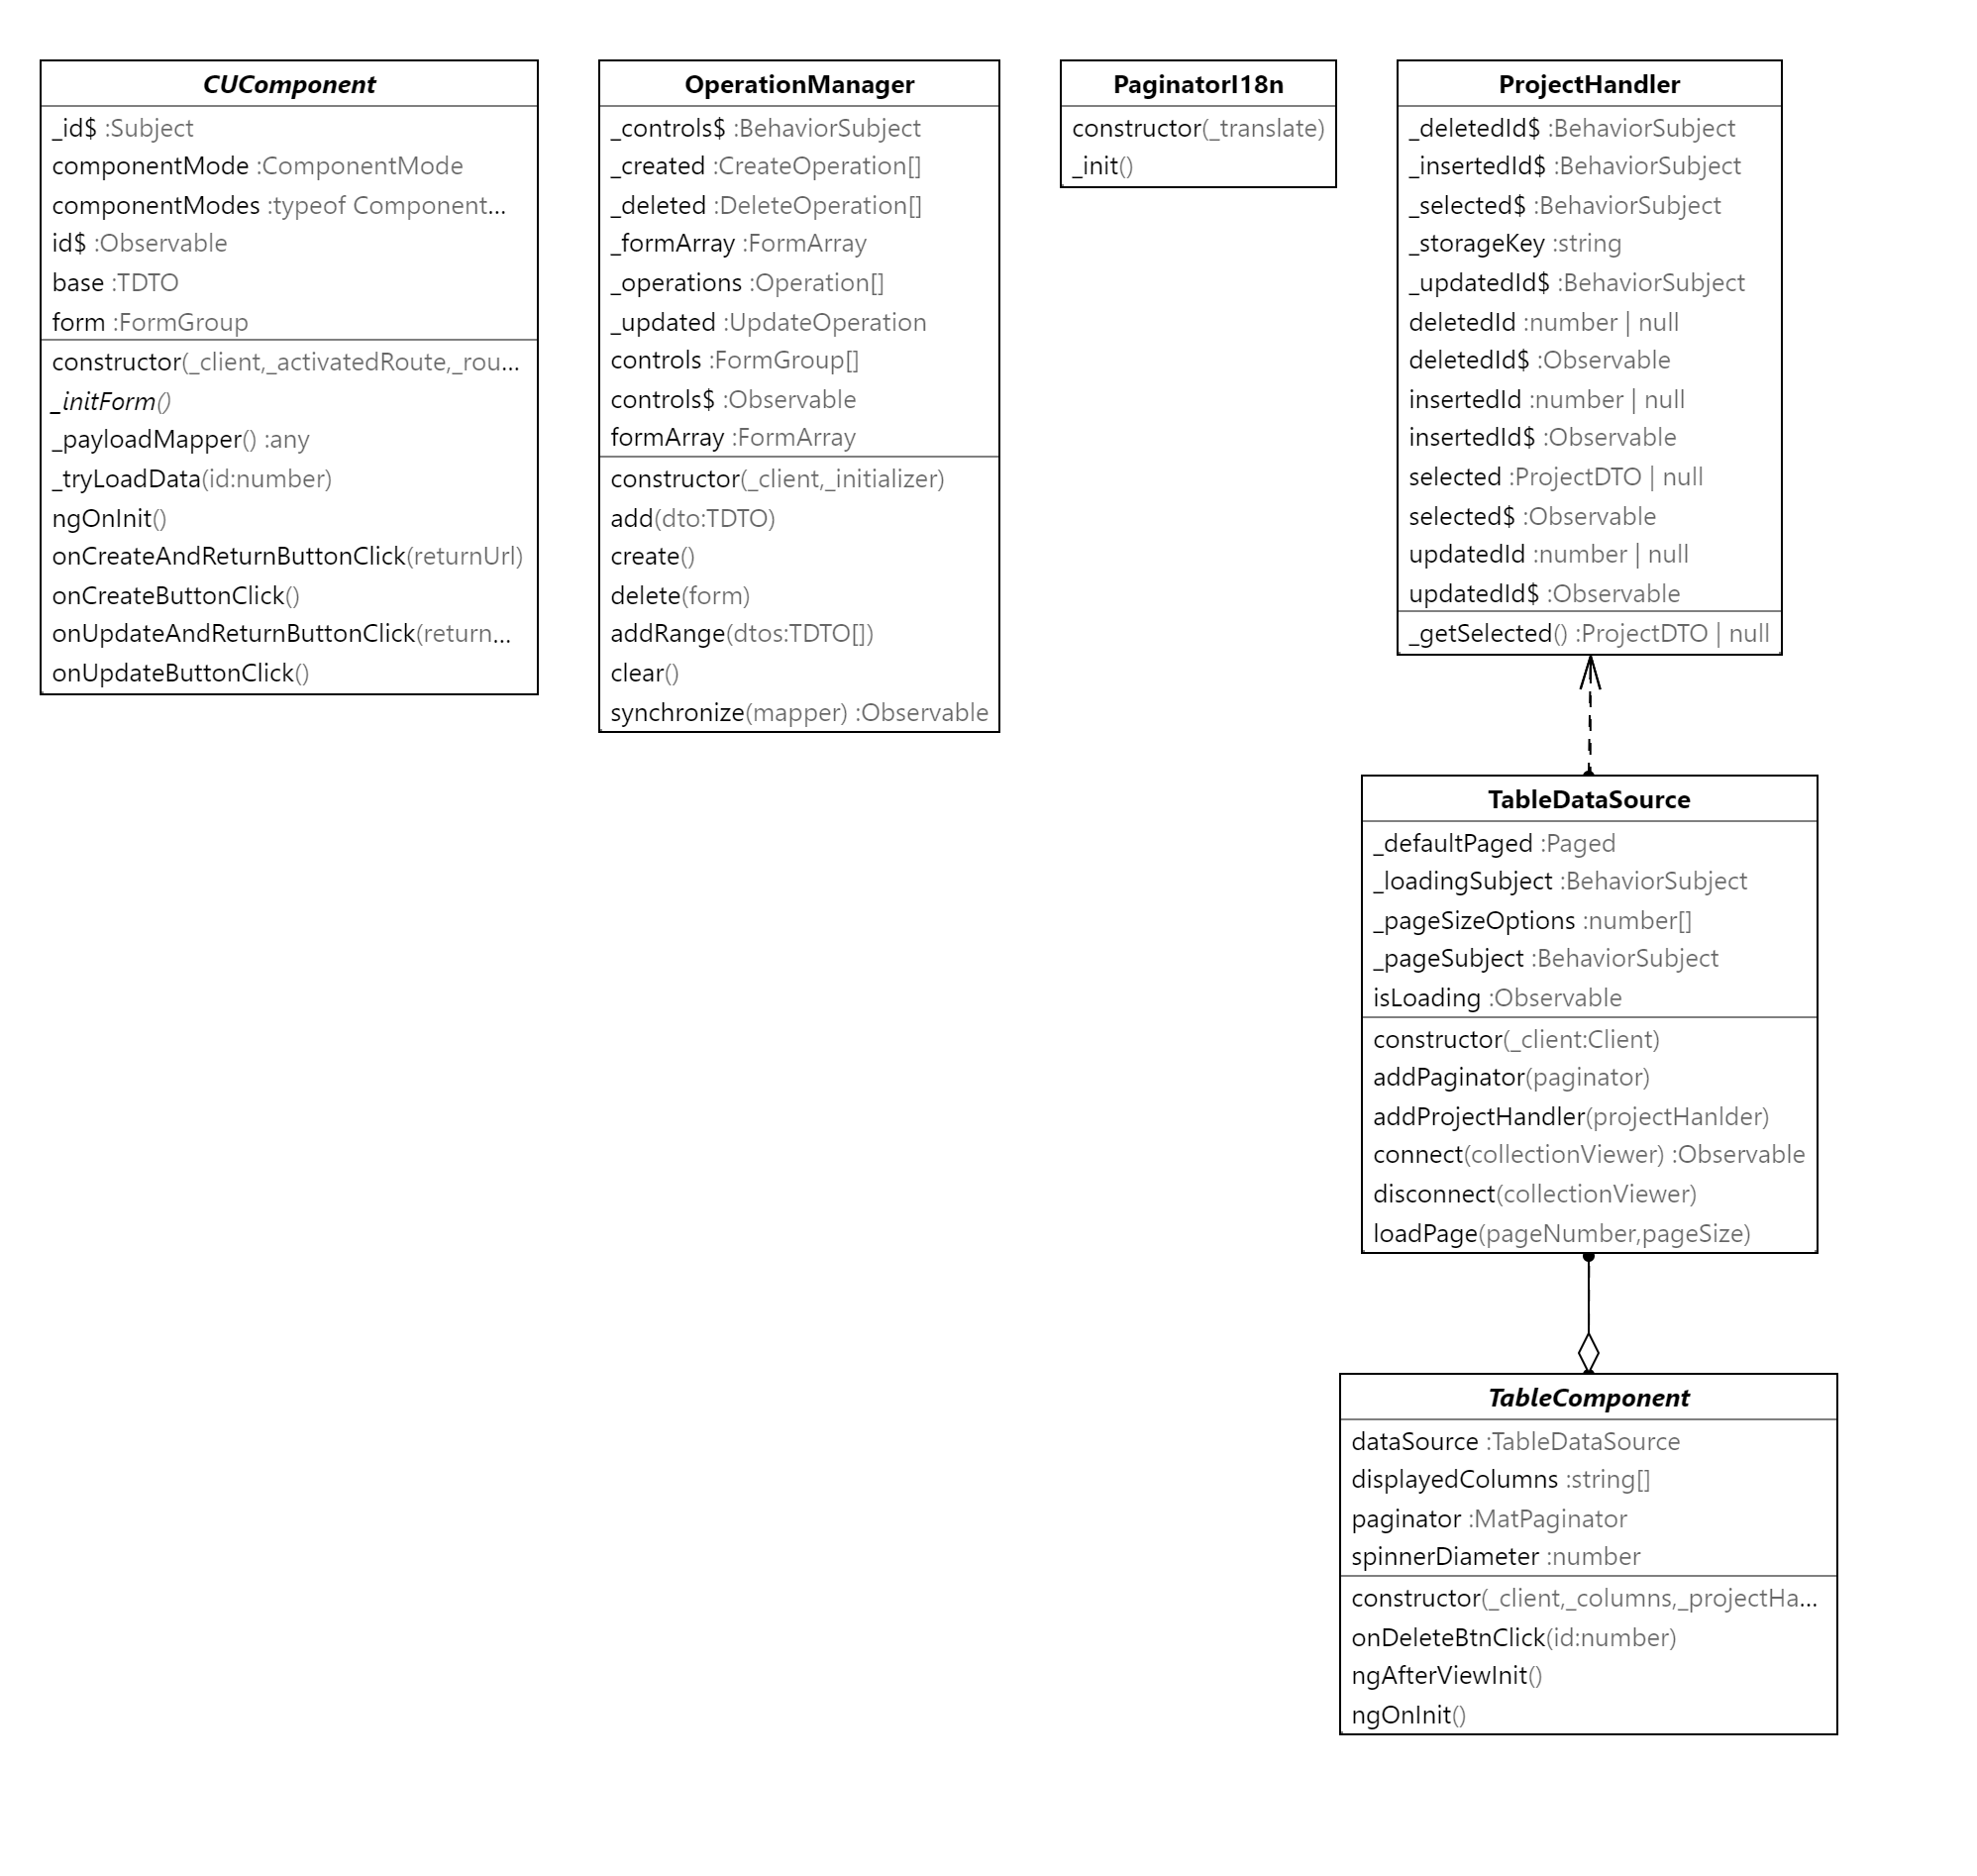 CUComponent
_id$ :Subject
componentMode :ComponentMode
componentModes :typeof Component...
id$ :Observable
base :TDTO
form :FormGroup
constructor(_client,_activatedRoute,_rou...
_initForm()
_payloadMapper() :any
_tryLoadData(id:number)
ngOnInit()
onCreateAndReturnButtonClick(returnUrl)
onCreateButtonClick()
onUpdateAndReturnButtonClick(return...
onUpdateButtonClick()
OperationManager
_controls$ :BehaviorSubject
_created :CreateOperation[]
_deleted :DeleteOperation[]
_formArray :FormArray
_operations :Operation[]
_updated :UpdateOperation
controls :FormGroup[]
controls$ :Observable
formArray :FormArray
constructor(_client,_initializer)
add(dto:TDTO)
create()
delete(form)
addRange(dtos:TDTO[])
clear()
synchronize(mapper) :Observable
PaginatorI18n
constructor(_translate)
_init()
ProjectHandler
_deletedId$ :BehaviorSubject
_insertedId$ :BehaviorSubject
_selected$ :BehaviorSubject
_storageKey :string
_updatedId$ :BehaviorSubject
deletedId :number | null
deletedId$ :Observable
insertedId :number | null
insertedId$ :Observable
selected :ProjectDTO | null
selected$ :Observable
updatedId :number | null
updatedId$ :Observable
_getSelected() :ProjectDTO | null
TableDataSource
_defaultPaged :Paged
_loadingSubject :BehaviorSubject
_pageSizeOptions :number[]
_pageSubject :BehaviorSubject
isLoading :Observable
constructor(_client:Client)
addPaginator(paginator)
addProjectHandler(projectHanlder)
connect(collectionViewer) :Observable
disconnect(collectionViewer)
loadPage(pageNumber,pageSize)
TableComponent
dataSource :TableDataSource
displayedColumns :string[]
paginator :MatPaginator
spinnerDiameter :number
constructor(_client,_columns,_projectHa...
onDeleteBtnClick(id:number)
ngAfterViewInit()
ngOnInit()